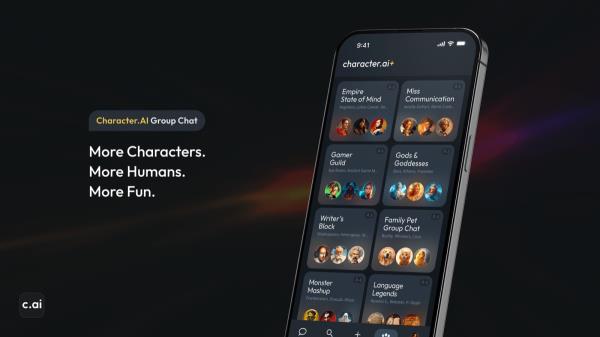 Character.AI Group Chat
More Characters.
More Humans.
More Fun.
c.ai
9:41
character.ai+
Empire
State of Mind
Miss
Communication
Gamer
Guild
Gods &
Goddesses
Writer's
Block
Family Pet
Group Chat
Monster
Mashup
Language
Legends